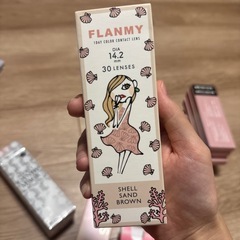 FLANMY
1DAY COLOR CONTACT LENS
DIA
14.2
mm
30 LENSES
SHELL
SAND
BROWN